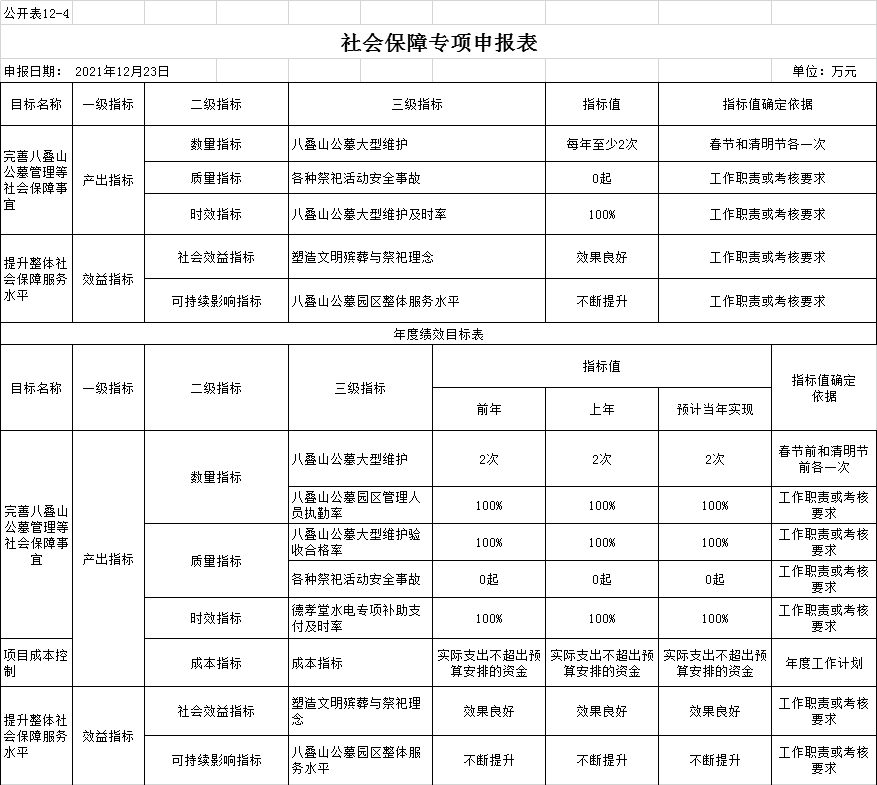 公开表12-4
社会保障专项申报表
申报日期： 2021年12月23日 单位：万元
目标名称 一级指标 二级指标 三级指标 指标值 指标值确定依据
完善八叠山公墓管理等社会保障事宜 产出指标 数量指标 八叠山公墓大型维护 每年至少2次 春节和清明节各一次
质量指标 各种祭祀活动安全事故 0起 工作职责或考核要求
时效指标 八叠山公墓大型维护及时率 100% 工作职责或考核要求
提升整体社会保障服务水平 效益指标 社会效益指标 塑造文明殡葬与祭祀理念 效果良好 工作职责或考核要求
可持续影响指标 八叠山公墓园区整体服务水平 不断提升 工作职责或考核要求
年度绩效目标表
目标名称 一级指标 二级指标 三级指标 指标值 指标值确定依据
前年 上年 预计当年实现
完善八叠山公墓管理等社会保障事宜 产出指标 数量指标 八叠山公墓大型维护 2次 2次 2次 春节前和清明节前各一次
八叠山公墓园区管理人员执勤率 100% 100% 100% 工作职责或考核要求
质量指标 八叠山公墓大型维护验收合格率 100% 100% 100% 工作职责或考核要求
各种祭祀活动安全事故 0起 0起 0起 工作职责或考核要求
时效指标 德孝堂水电专项补助支付及时率 100% 100% 100% 工作职责或考核要求
项目成本控制 成本指标 成本指标 实际支出不超出预算安排的资金 实际支出不超出预算安排的资金 实际支出不超出预算安排的资金 年度工作计划
提升整体社会保障服务水平 效益指标 社会效益指标 塑造文明殡葬与祭祀理念 效果良好 效果良好 效果良好 工作职责或考核要求
可持续影响指标 八叠山公墓园区整体服务水平 不断提升 不断提升 不断提升 工作职责或考核要求